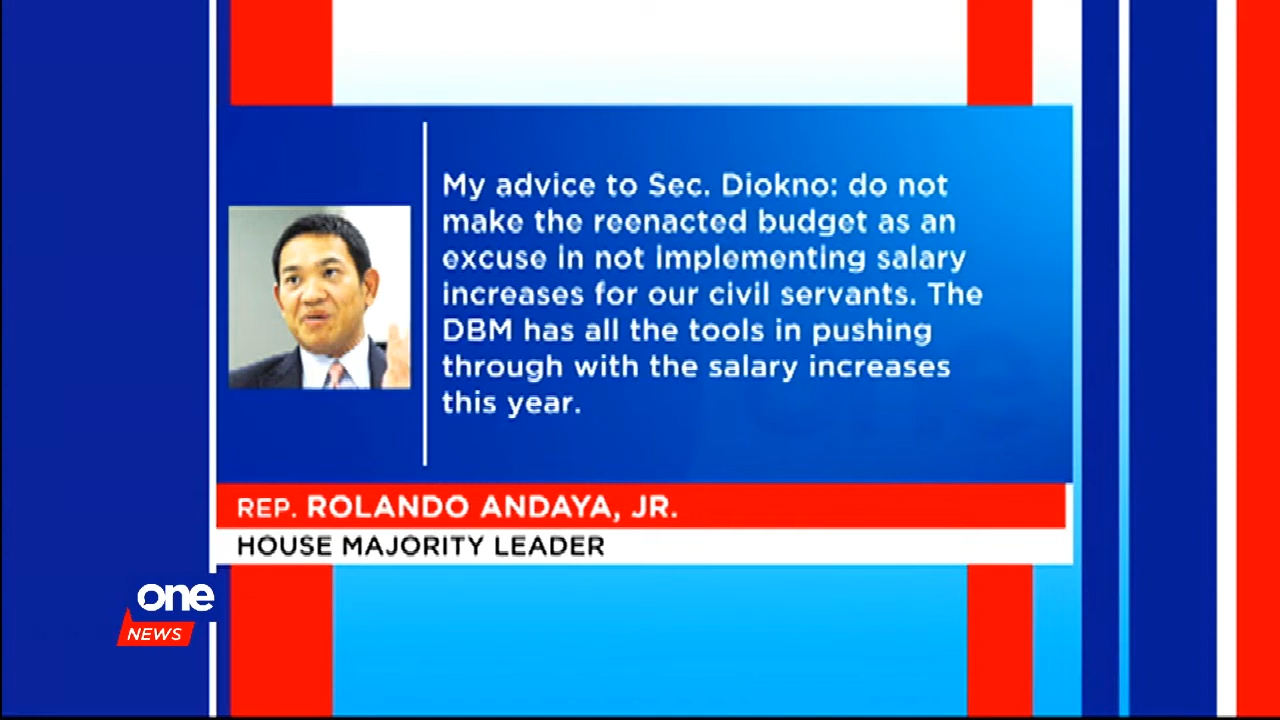 My advice to Sec. Diokno: do not
make the reenacted budget as an
excuse in not implementing salary
increases for our civil servants. The
DBM has all the tools in pushing
through with the salary increases
this year.
REP. ROLANDO ANDAYA, JR.
HOUSE MAJORITY LEADER
one
NEWS